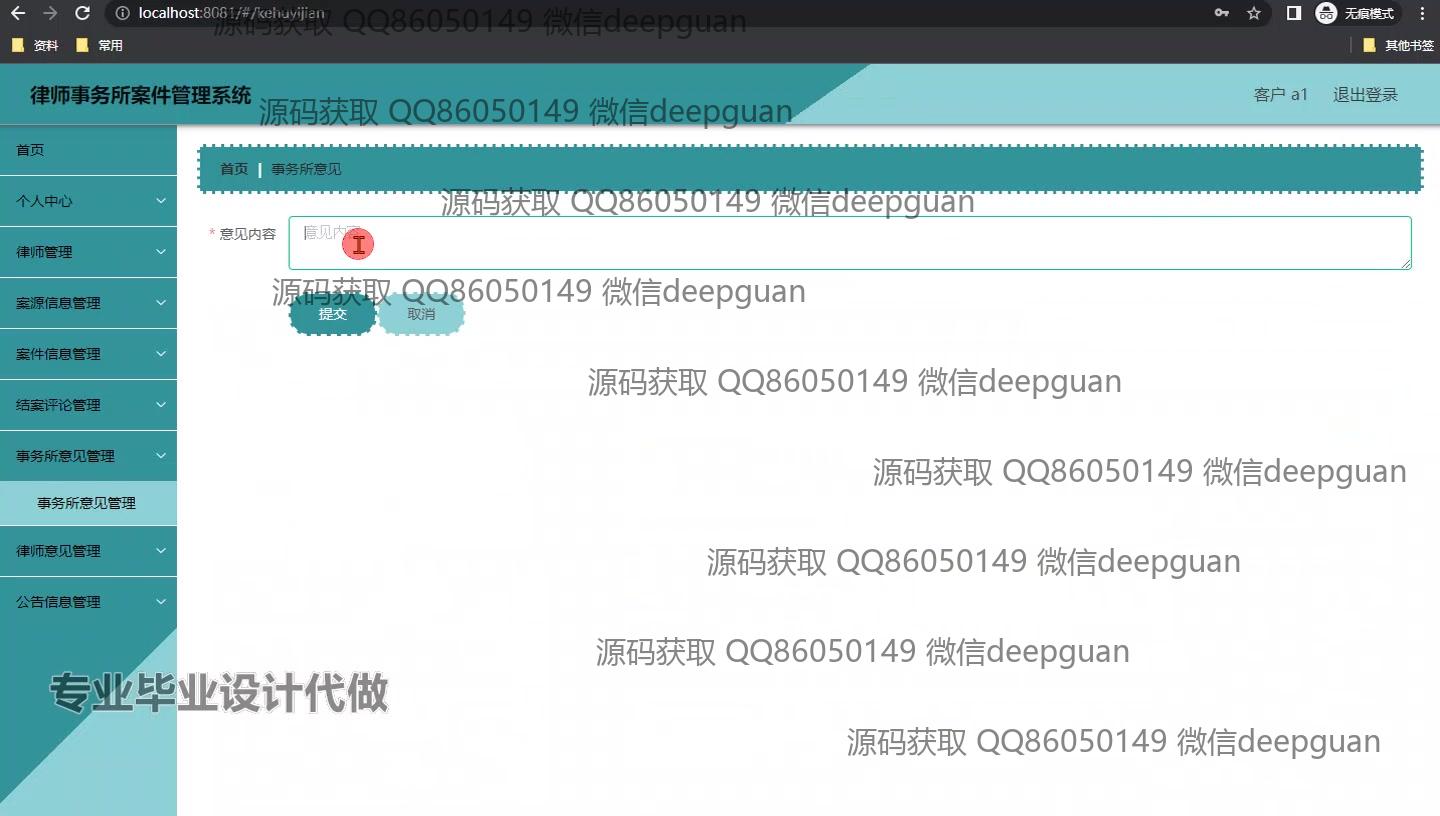 localhost:8081/#/kehuyijian
无痕模式
资料
常用
其他书签
源码获取 QQ86050149 微信deepguan
律师事务所案件管理系统
客户 a1
退出登录
源码获取 QQ86050149 微信deepguan
首页
个人中心
律师管理
案源信息管理
案件信息管理
结案评论管理
事务所意见管理
事务所意见管理
律师意见管理
公告信息管理
首页 | 事务所意见
源码获取 QQ86050149 微信deepguan
* 意见内容
意见内容
源码获取 QQ86050149 微信deepguan
提交
取消
源码获取 QQ86050149 微信deepguan
源码获取 QQ86050149 微信deepguan
源码获取 QQ86050149 微信deepguan
源码获取 QQ86050149 微信deepguan
专业毕业设计代做
源码获取 QQ86050149 微信deepguan